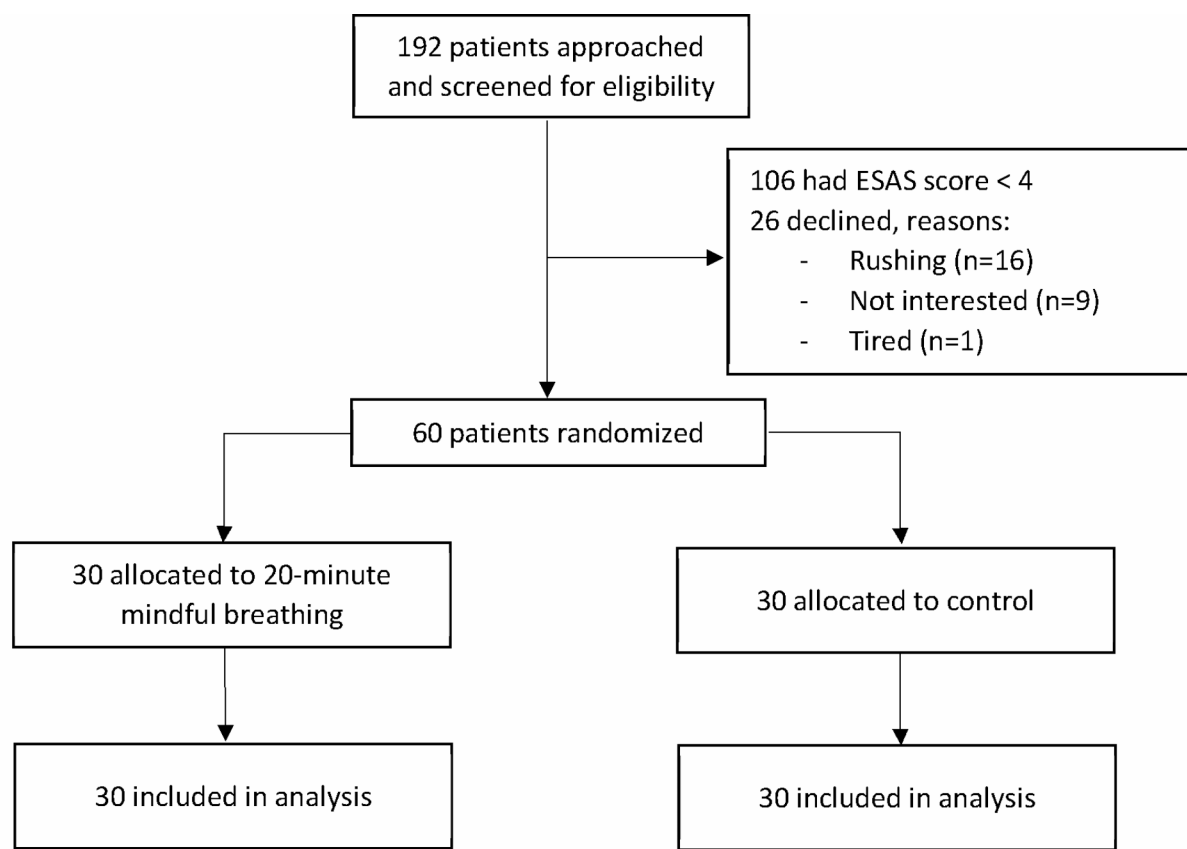 192 patients approached
and screened for eligibility
106 had ESAS score < 4
26 declined, reasons:
- Rushing (n=16)
- Not interested (n=9)
- Tired (n=1)
60 patients randomized
30 allocated to 20-minute
mindful breathing
30 allocated to control
30 included in analysis
30 included in analysis